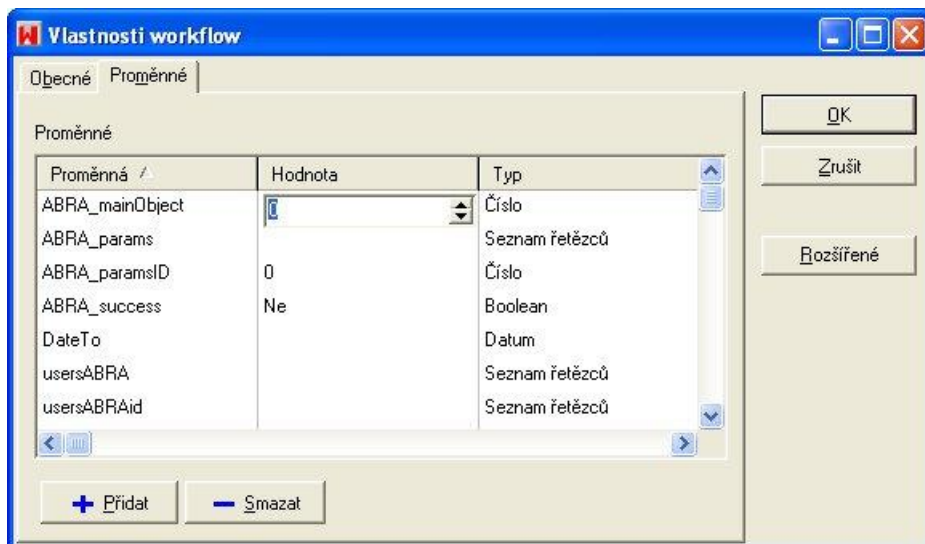 Vlastnosti workflow
Obecné Proměnné
OK
Proměnné
Zrušit
Proměnná Hodnota Typ
ABRA_mainObject 0 Číslo
ABRA_params Seznam řetězců
Rozšířené
ABRA_paramsID 0 Číslo
ABRA_success Ne Boolean
DateTo Datum
usersABRA Seznam řetězců
usersABRAid Seznam řetězců
Přidat Smazat